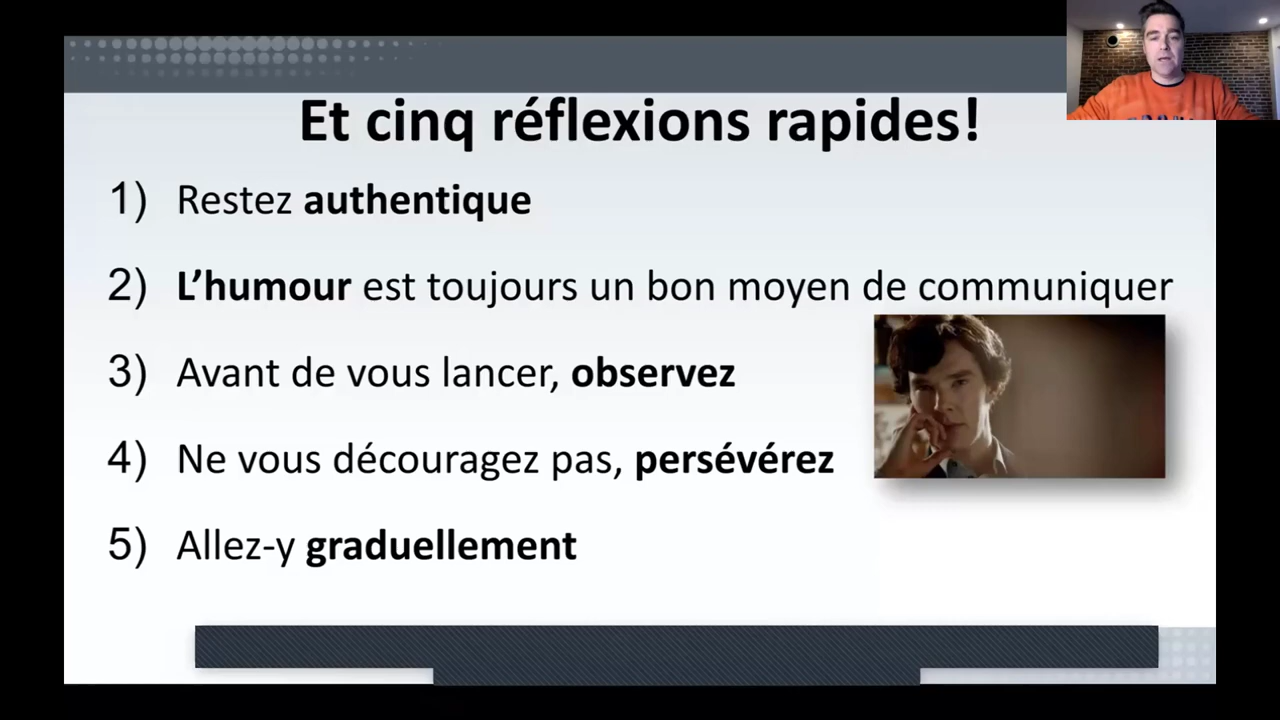 Et cinq réflexions rapides!
1) Restez authentique
2) L’humour est toujours un bon moyen de communiquer
3) Avant de vous lancer, observez
4) Ne vous découragez pas, persévérez
5) Allez-y graduellement